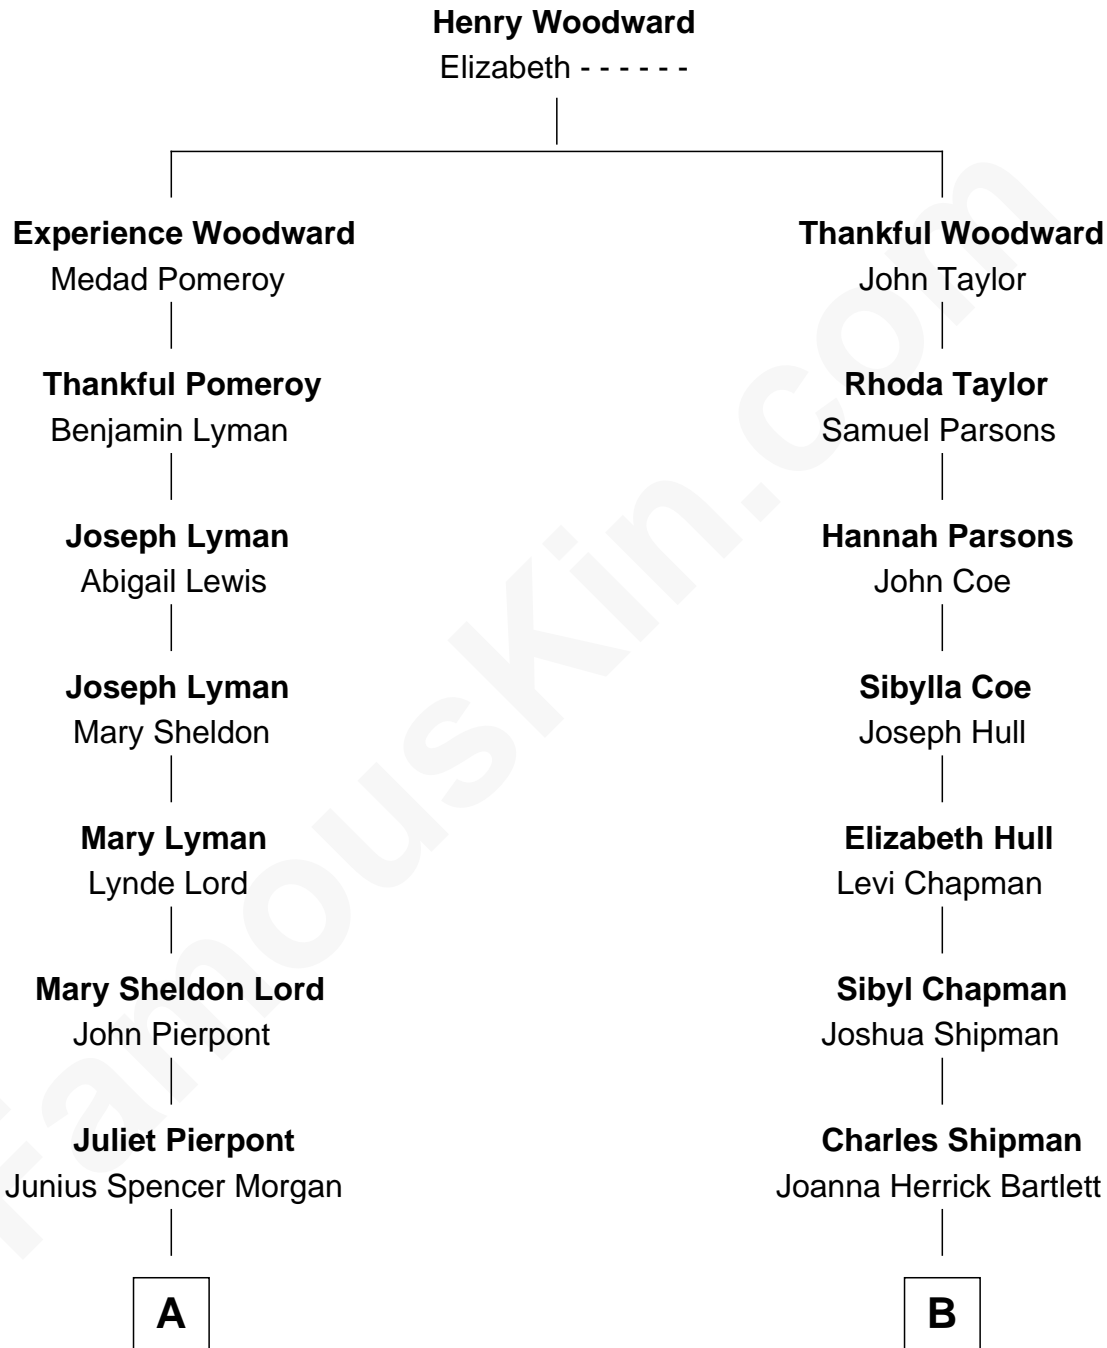 Henry Woodward
Elizabeth - - - - - -
Experience Woodward
Medad Pomeroy
Thankful Woodward
John Taylor
Thankful Pomeroy
Benjamin Lyman
Rhoda Taylor
Samuel Parsons
Joseph Lyman
Abigail Lewis
Hannah Parsons
John Coe
Joseph Lyman
Mary Sheldon
Sibylla Coe
Joseph Hull
Mary Lyman
Lynde Lord
Elizabeth Hull
Levi Chapman
Mary Sheldon Lord
John Pierpont
Sibyl Chapman
Joshua Shipman
Juliet Pierpont
Junius Spencer Morgan
Charles Shipman
Joanna Herrick Bartlett
A
B
FamousKin.com